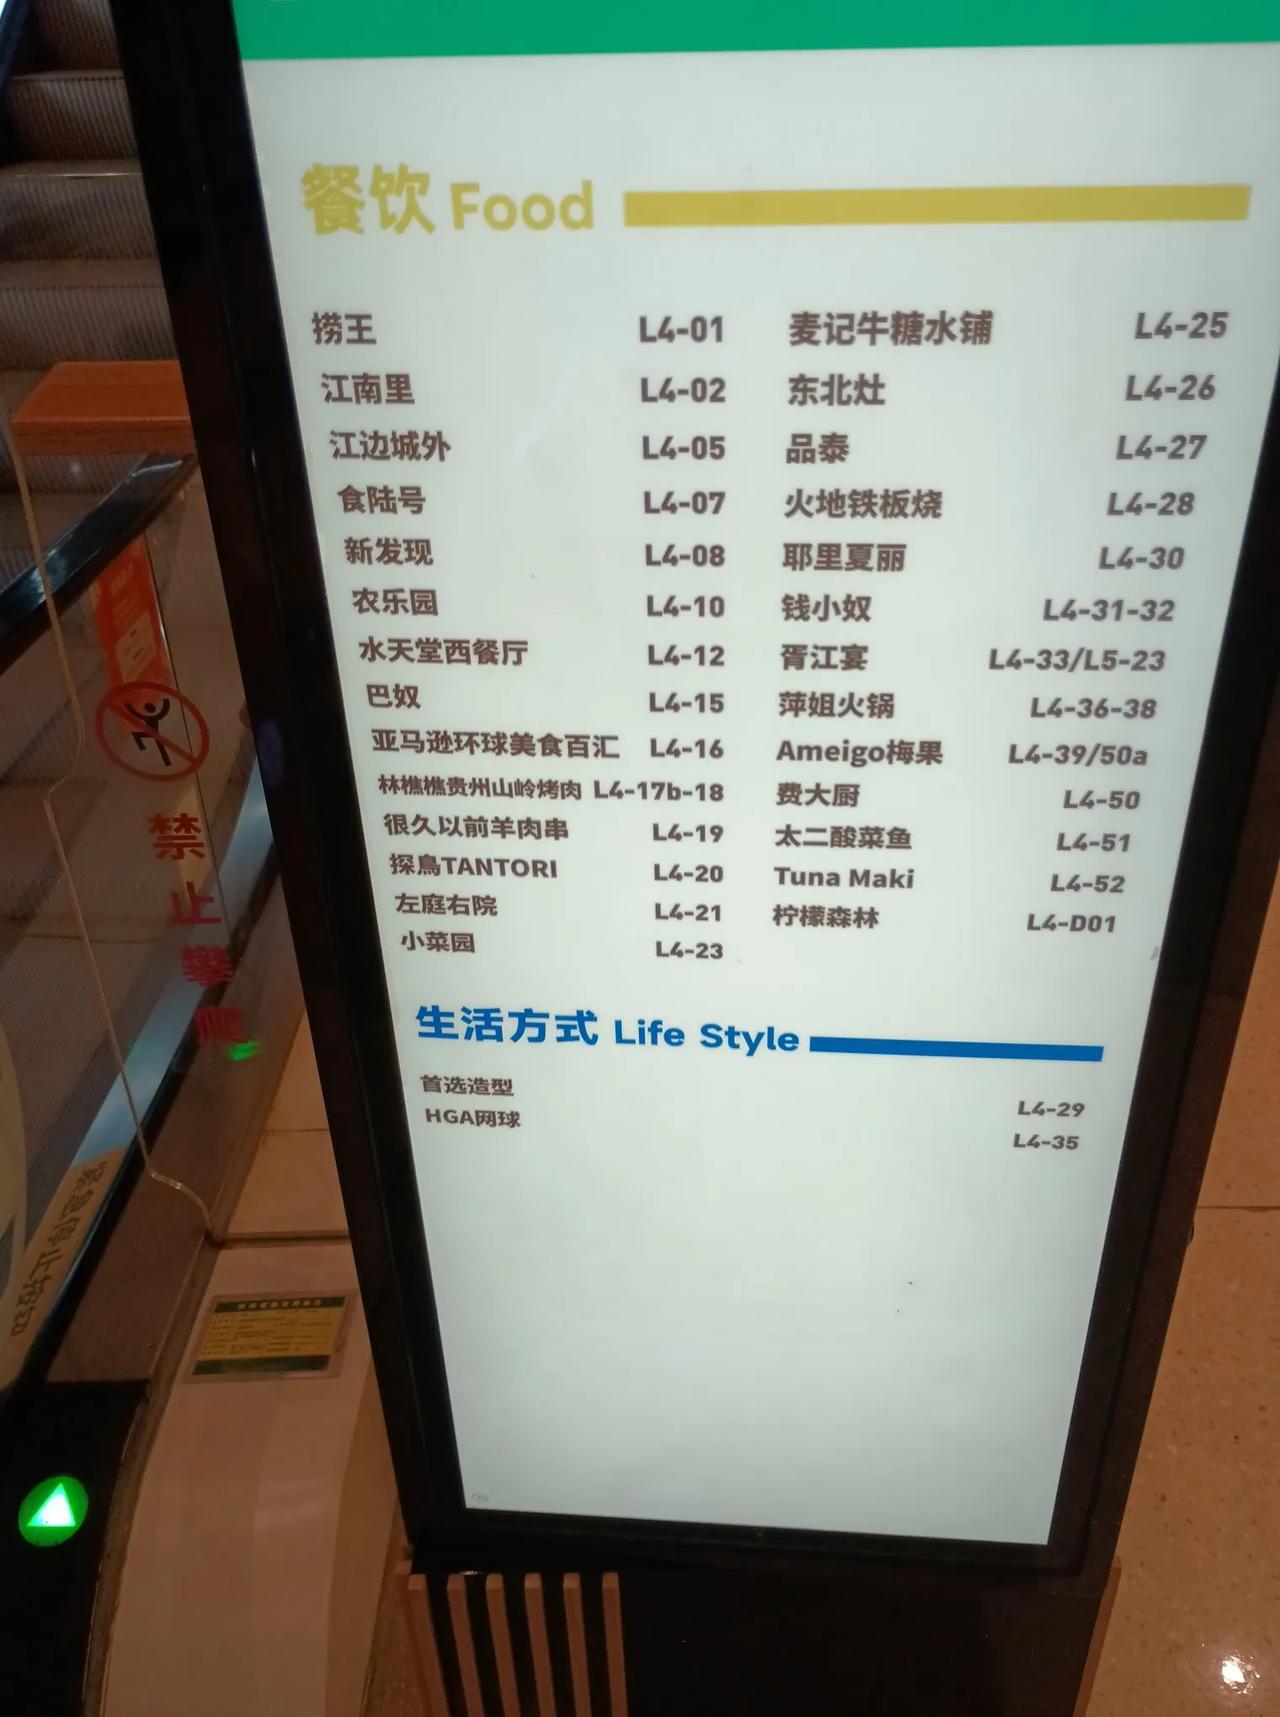 餐饮 Food
捞王 L4-01
江南里 L4-02
江边城外 L4-05
食陆号 L4-07
新发现 L4-08
农乐园 L4-10
水天堂西餐厅 L4-12
巴奴 L4-15
亚马逊环球美食百汇 L4-16
林樵樵贵州山岭烤肉 L4-17b-18
很久以前羊肉串 L4-19
探鳥TANTORI L4-20
左庭右院 L4-21
小菜园 L4-23
麦记牛糖水铺 L4-25
东北灶 L4-26
品泰 L4-27
火地铁板烧 L4-28
耶里夏丽 L4-30
钱小奴 L4-31-32
胥江宴 L4-33/L5-23
萍姐火锅 L4-36-38
Ameigo梅果 L4-39/50a
费大厨 L4-50
太二酸菜鱼 L4-51
Tuna Maki L4-52
柠檬森林 L4-D01
生活方式 Life Style
首选造型 L4-29
HGA网球 L4-35
禁止攀爬
紧急停止按钮